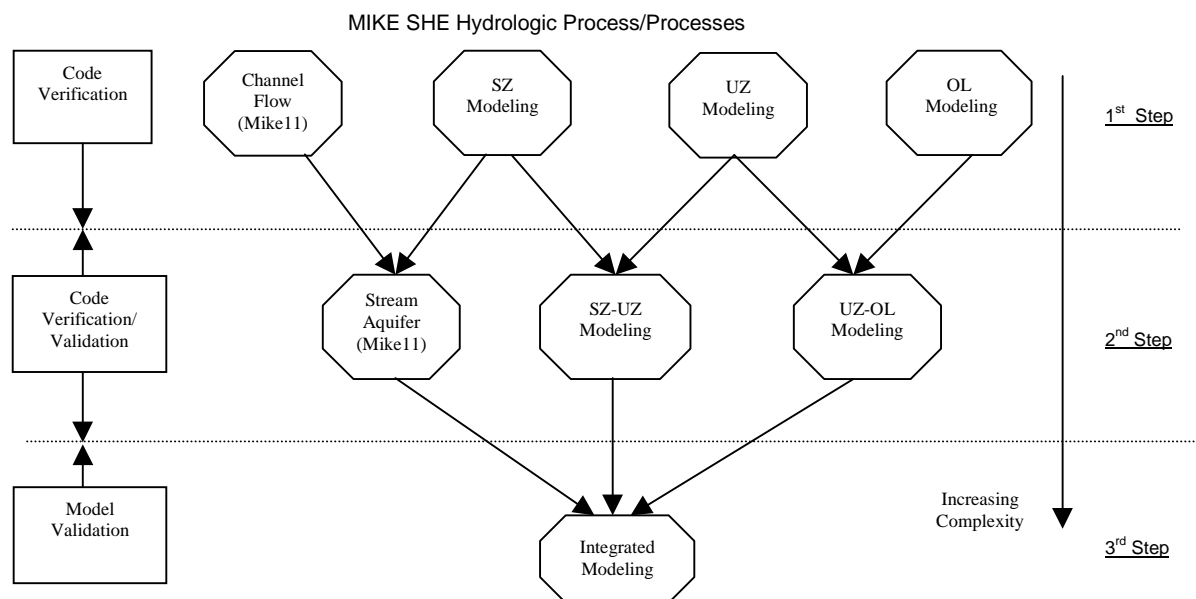 MIKE SHE Hydrologic Process/Processes
Code
Verification
Channel
Flow
(Mike11)
SZ
Modeling
UZ
Modeling
OL
Modeling
1st Step
Code
Verification/
Validation
Stream
Aquifer
(Mike11)
SZ-UZ
Modeling
UZ-OL
Modeling
2nd Step
Model
Validation
Integrated
Modeling
Increasing
Complexity
3rd Step